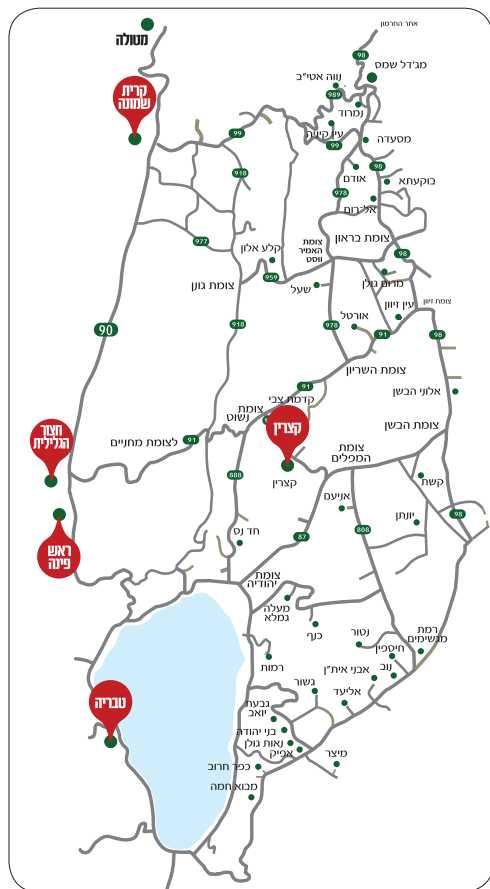 אתר החרמון
מטולה
98
מג'דל שמס
נווה אטי"ב
קרית
שמונה
989
נמרוד
99
עין קיניה
99
מסעדה
918
98
אודם
בוקעתא
978
אל-רום
977
צומת בראון
צומת
האמיר
ווסט
קלע אלון
98
959
מרום גולן
צומת גונן
שעל
צומת זיוון
עין זיוון
אורטל
90
918
978
91
98
צומת השריון
91
אלוני הבשן
קדמת צבי
צומת
נשוט
קצרין
צומת הבשן
חצור
הגלילית
91
לצומת מחניים
צומת
המפלים
888
קצרין
קשת
אניעם
98
יונתן
ראש
פינה
87
808
חד נס
צומת
יהודיה
מעלה
גמלא
כנף
רמת
מגשימים
נטור
חיספין
רמות
נוב
אבני אית"ן
גשור
אליעד
טבריה
גבעת
יואב
בני יהודה
נאות גולן
אפיק
מיצר
כפר חרוב
מבוא חמה